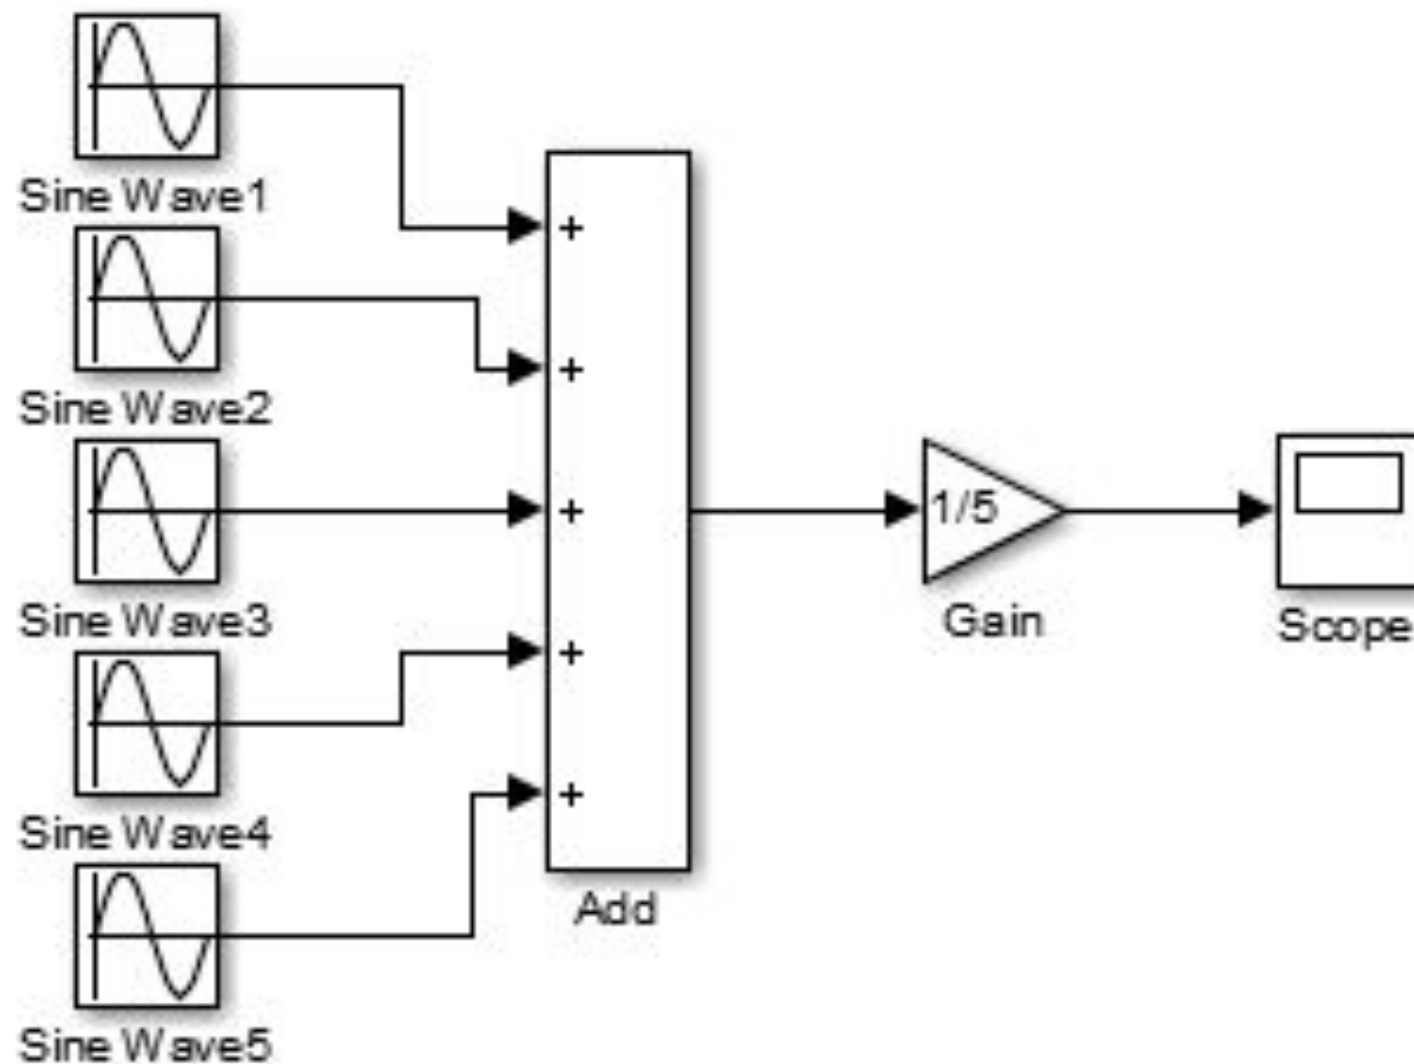 Sine Wave1
+
Sine Wave2
+
Sine Wave3
+
1/5
Gain
Scope
Sine Wave4
+
Sine Wave5
+
Add